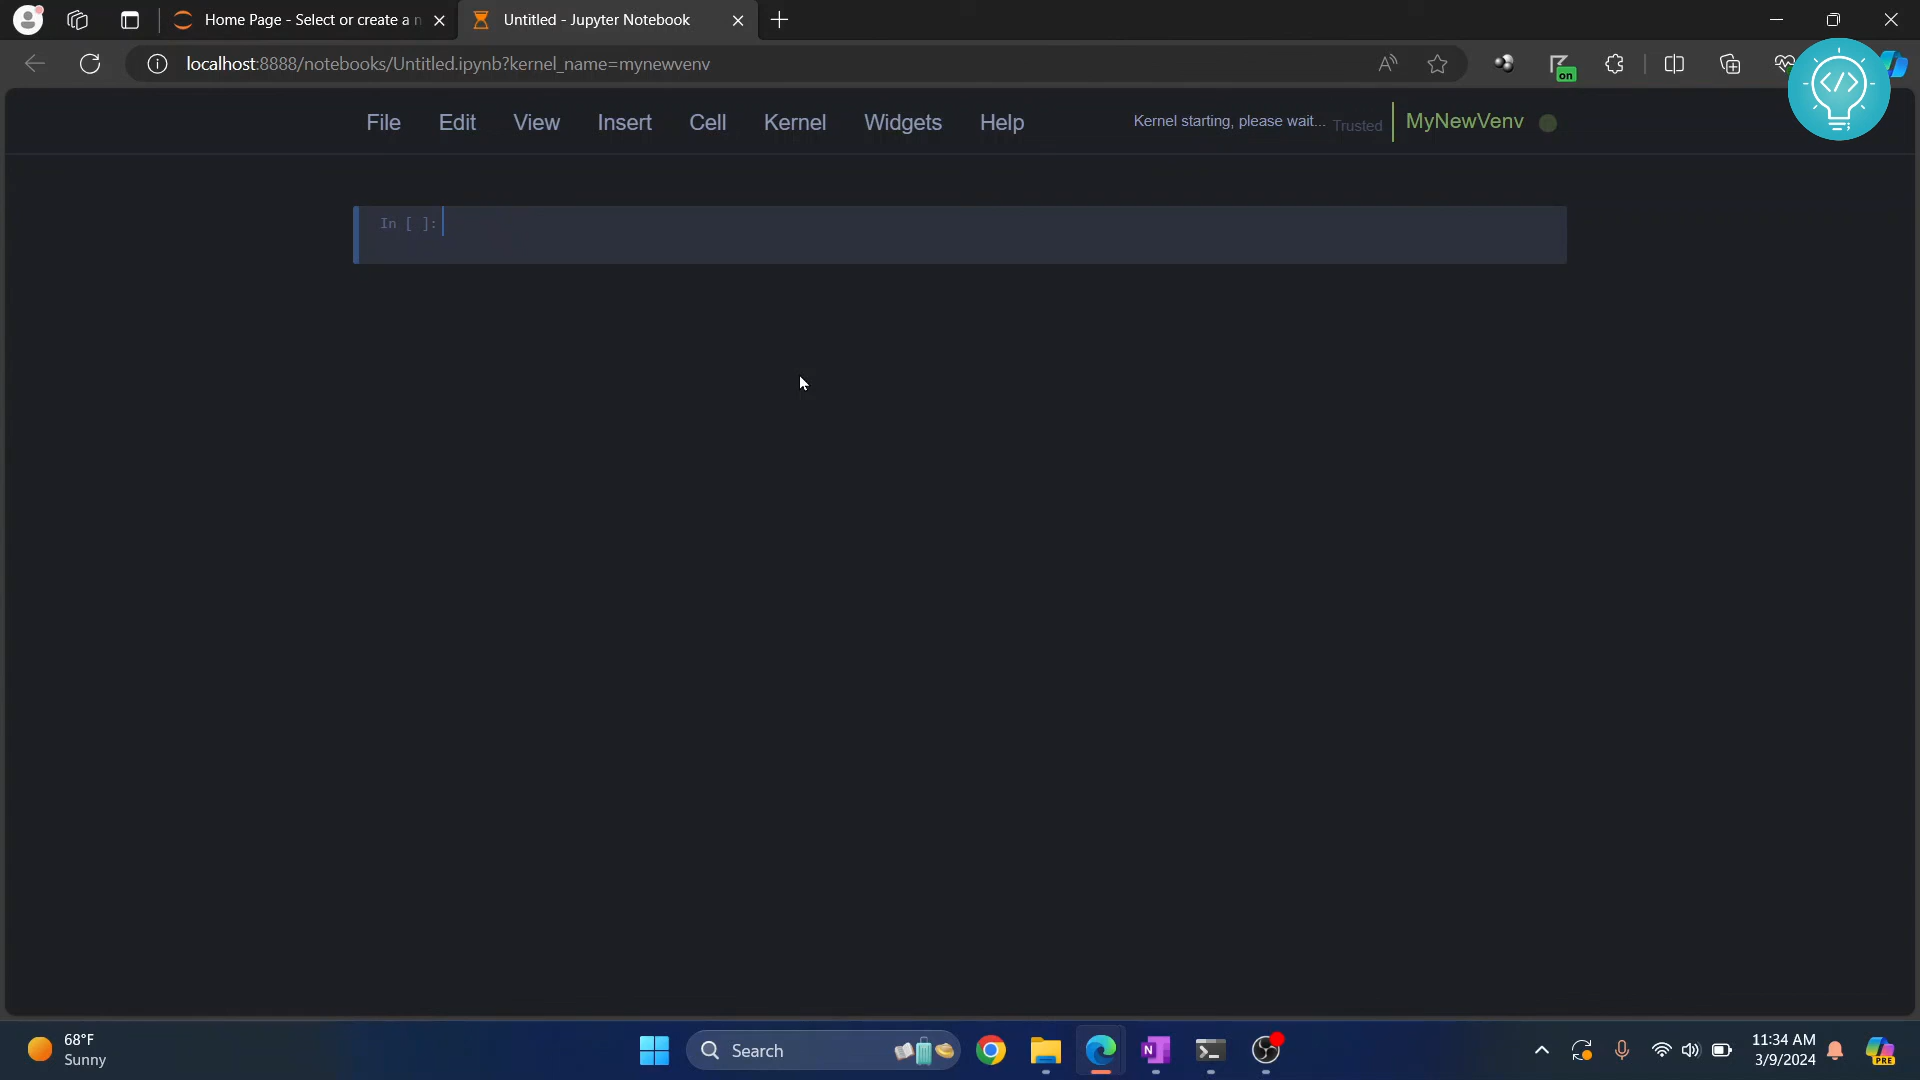 Home Page - Select or create a n
Untitled - Jupyter Notebook
localhost:8888/notebooks/Untitled.ipynb?kernel_name=mynewvenv
on
File Edit View Insert Cell Kernel Widgets Help
Kernel starting, please wait... Trusted MyNewVenv
In [ ]:
68°F
Sunny
Search
11:34 AM
3/9/2024
PRE